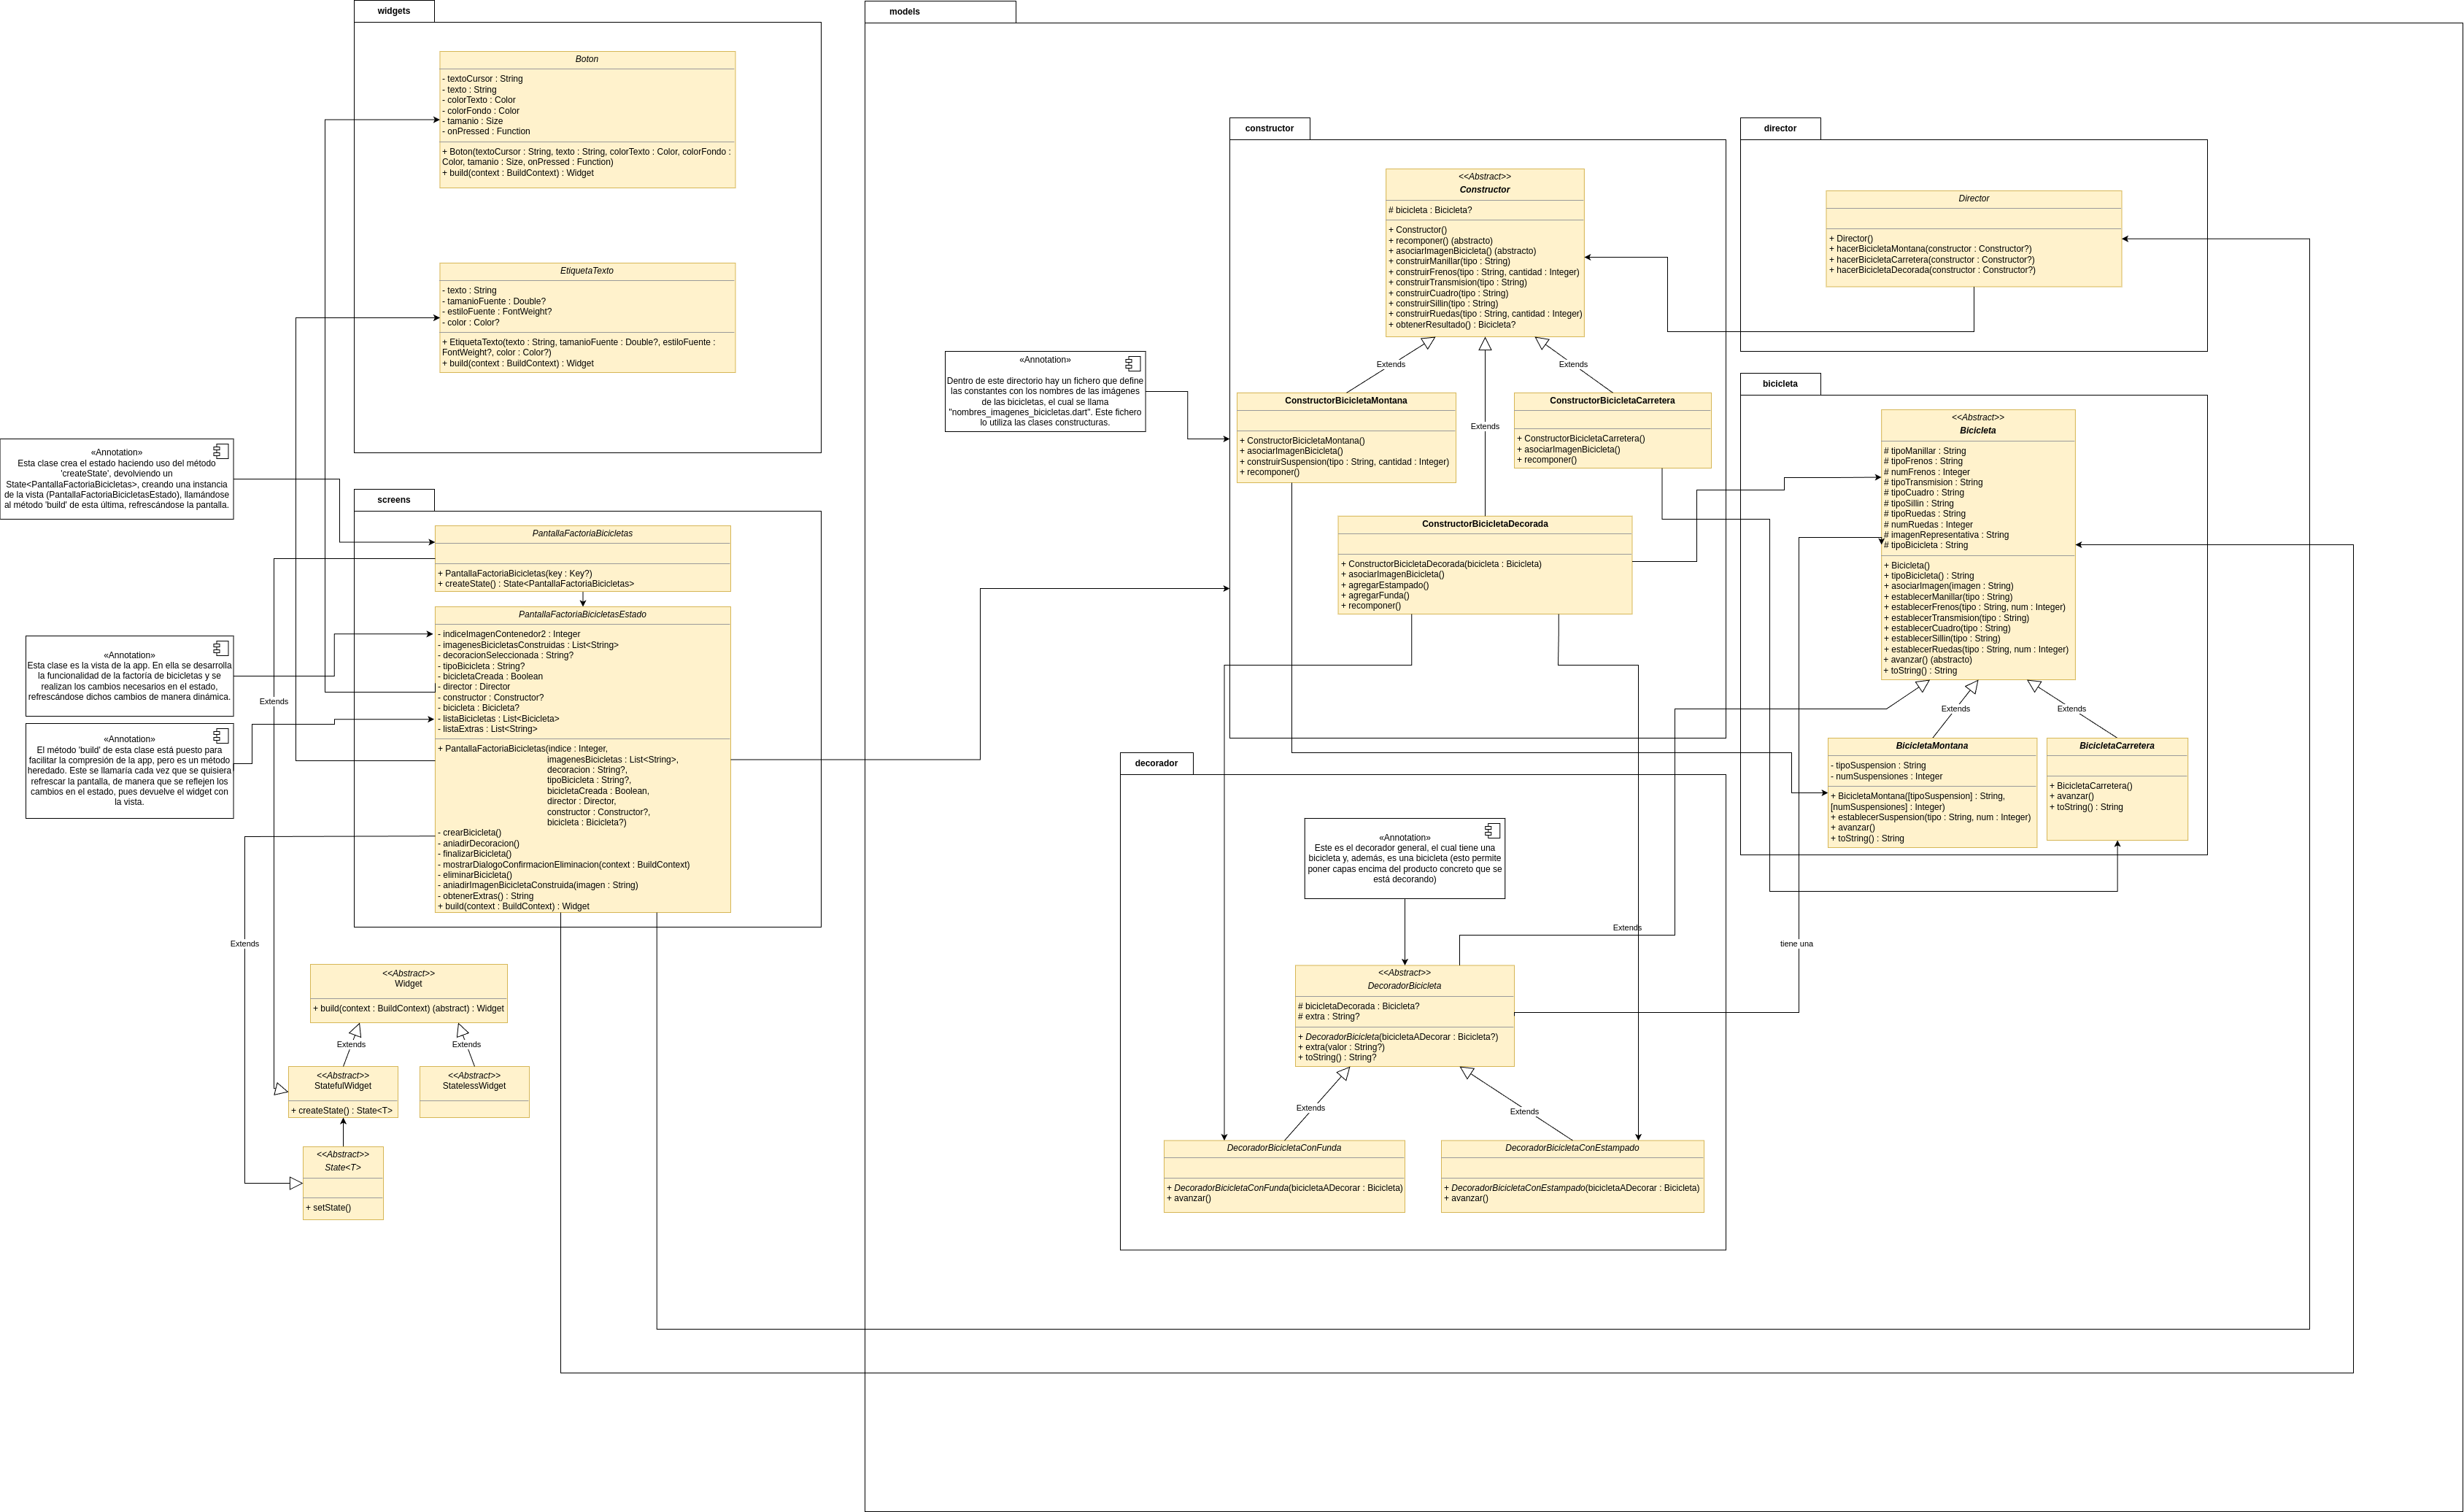 widgets
Boton
- textoCursor : String
- texto : String
- colorTexto : Color
- colorFondo : Color
- tamanio : Size
- onPressed : Function
+ Boton(textoCursor : String, texto : String, colorTexto : Color, colorFondo :
Color, tamanio : Size, onPressed : Function)
+ build(context : BuildContext) : Widget
EtiquetaTexto
- texto : String
- tamanioFuente : Double?
- estiloFuente : FontWeight?
- color : Color?
+ EtiquetaTexto(texto : String, tamanioFuente : Double?, estiloFuente :
FontWeight?, color : Color?)
+ build(context : BuildContext) : Widget
«Annotation»
Esta clase crea el estado haciendo uso del método
'createState', devolviendo un
State<PantallaFactoriaBicicletas>, creando una instancia
de la vista (PantallaFactoriaBicicletasEstado), llamándose
al método 'build' de esta última, refrescándose la pantalla.
«Annotation»
Esta clase es la vista de la app. En ella se desarrolla
la funcionalidad de la factoría de bicicletas y se
realizan los cambios necesarios en el estado,
refrescándose dichos cambios de manera dinámica.
«Annotation»
El método 'build' de esta clase está puesto para
facilitar la compresión de la app, pero es un método
heredado. Este se llamaría cada vez que se quisiera
refrescar la pantalla, de manera que se reflejen los
cambios en el estado, pues devuelve el widget con
la vista.
screens
PantallaFactoriaBicicletas
+ PantallaFactoriaBicicletas(key : Key?)
+ createState() : State<PantallaFactoriaBicicletas>
PantallaFactoriaBicicletasEstado
- indiceImagenContenedor2 : Integer
- imagenesBicicletasConstruidas : List<String>
- decoracionSeleccionada : String?
- tipoBicicleta : String?
- bicicletaCreada : Boolean
- director : Director
- constructor : Constructor?
- bicicleta : Bicicleta?
- listaBicicletas : List<Bicicleta>
- listaExtras : List<String>
+ PantallaFactoriaBicicletas(indice : Integer,
imagenesBicicletas : List<String>,
decoracion : String?,
tipoBicicleta : String?,
bicicletaCreada : Boolean,
director : Director,
constructor : Constructor?,
bicicleta : Bicicleta?)
- crearBicicleta()
- aniadirDecoracion()
- finalizarBicicleta()
- mostrarDialogoConfirmacionEliminacion(context : BuildContext)
- eliminarBicicleta()
- aniadirImagenBicicletaConstruida(imagen : String)
- obtenerExtras() : String
+ build(context : BuildContext) : Widget
Extends
Extends
<<Abstract>>
Widget
+ build(context : BuildContext) (abstract) : Widget
Extends
Extends
<<Abstract>>
StatefulWidget
+ createState() : State<T>
<<Abstract>>
StatelessWidget
<<Abstract>>
State<T>
+ setState()
models
«Annotation»
Dentro de este directorio hay un fichero que define
las constantes con los nombres de las imágenes
de las bicicletas, el cual se llama
"nombres_imagenes_bicicletas.dart". Este fichero
lo utiliza las clases constructuras.
constructor
<<Abstract>>
Constructor
# bicicleta : Bicicleta?
+ Constructor()
+ recomponer() (abstracto)
+ asociarImagenBicicleta() (abstracto)
+ construirManillar(tipo : String)
+ construirFrenos(tipo : String, cantidad : Integer)
+ construirTransmision(tipo : String)
+ construirCuadro(tipo : String)
+ construirSillin(tipo : String)
+ construirRuedas(tipo : String, cantidad : Integer)
+ obtenerResultado() : Bicicleta?
Extends
Extends
Extends
ConstructorBicicletaMontana
+ ConstructorBicicletaMontana()
+ asociarImagenBicicleta()
+ construirSuspension(tipo : String, cantidad : Integer)
+ recomponer()
ConstructorBicicletaCarretera
+ ConstructorBicicletaCarretera()
+ asociarImagenBicicleta()
+ recomponer()
ConstructorBicicletaDecorada
+ ConstructorBicicletaDecorada(bicicleta : Bicicleta)
+ asociarImagenBicicleta()
+ agregarEstampado()
+ agregarFunda()
+ recomponer()
director
Director
+ Director()
+ hacerBicicletaMontana(constructor : Constructor?)
+ hacerBicicletaCarretera(constructor : Constructor?)
+ hacerBicicletaDecorada(constructor : Constructor?)
bicicleta
<<Abstract>>
Bicicleta
# tipoManillar : String
# tipoFrenos : String
# numFrenos : Integer
# tipoTransmision : String
# tipoCuadro : String
# tipoSillin : String
# tipoRuedas : String
# numRuedas : Integer
# imagenRepresentativa : String
# tipoBicicleta : String
+ Bicicleta()
+ tipoBicicleta() : String
+ asociarImagen(imagen : String)
+ establecerManillar(tipo : String)
+ establecerFrenos(tipo : String, num : Integer)
+ establecerTransmision(tipo : String)
+ establecerCuadro(tipo : String)
+ establecerSillin(tipo : String)
+ establecerRuedas(tipo : String, num : Integer)
+ avanzar() (abstracto)
+ toString() : String
Extends
Extends
BicicletaMontana
- tipoSuspension : String
- numSuspensiones : Integer
+ BicicletaMontana([tipoSuspension] : String,
[numSuspensiones] : Integer)
+ establecerSuspension(tipo : String, num : Integer)
+ avanzar()
+ toString() : String
BicicletaCarretera
+ BicicletaCarretera()
+ avanzar()
+ toString() : String
decorador
«Annotation»
Este es el decorador general, el cual tiene una
bicicleta y, además, es una bicicleta (esto permite
poner capas encima del producto concreto que se
está decorando)
Extends
tiene una
<<Abstract>>
DecoradorBicicleta
# bicicletaDecorada : Bicicleta?
# extra : String?
+ DecoradorBicicleta(bicicletaADecorar : Bicicleta?)
+ extra(valor : String?)
+ toString() : String?
Extends
Extends
DecoradorBicicletaConFunda
+ DecoradorBicicletaConFunda(bicicletaADecorar : Bicicleta)
+ avanzar()
DecoradorBicicletaConEstampado
+ DecoradorBicicletaConEstampado(bicicletaADecorar : Bicicleta)
+ avanzar()